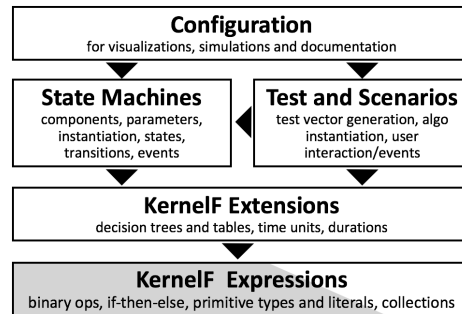 Configuration
for visualizations, simulations and documentation
State Machines
components, parameters,
instantiation, states,
transitions, events
Test and Scenarios
test vector generation, algo
instantiation, user
interaction/events
KernelF Extensions
decision trees and tables, time units, durations
KernelF Expressions
binary ops, if-then-else, primitive types and literals, collections